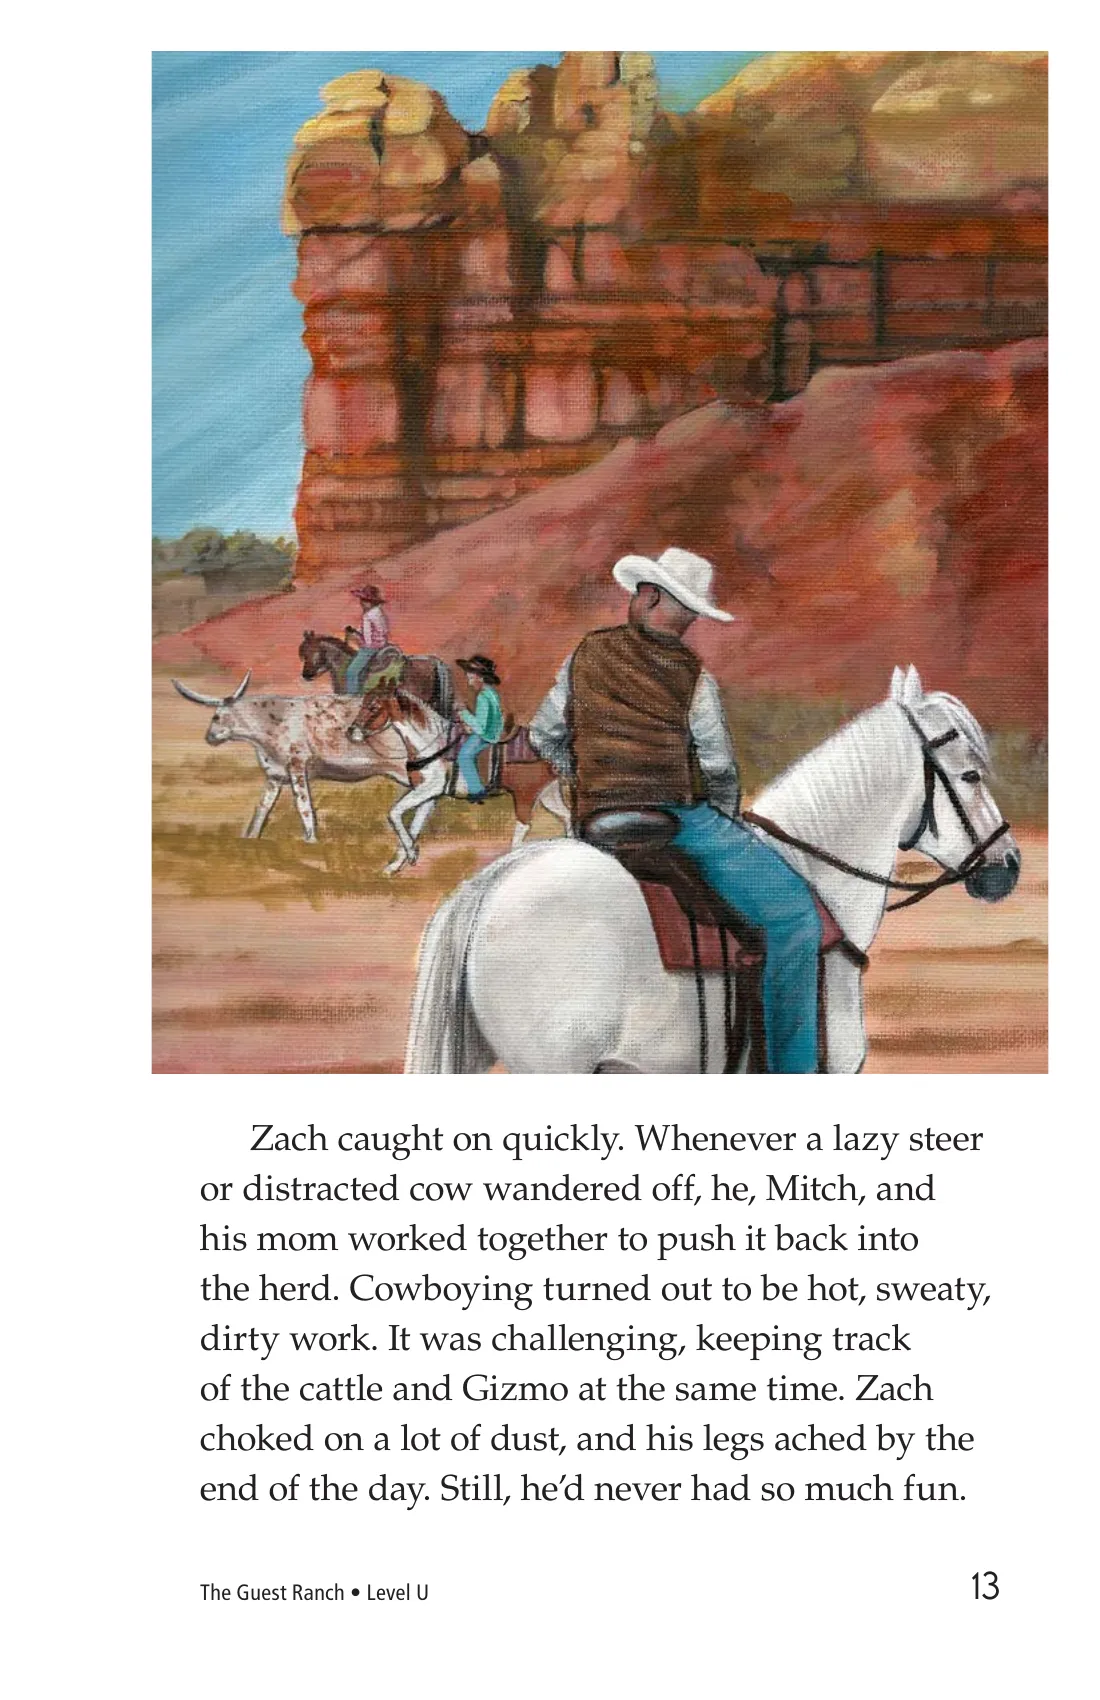 Zach caught on quickly. Whenever a lazy steer
or distracted cow wandered off, he, Mitch, and
his mom worked together to push it back into
the herd. Cowboying turned out to be hot, sweaty,
dirty work. It was challenging, keeping track
of the cattle and Gizmo at the same time. Zach
choked on a lot of dust, and his legs ached by the
end of the day. Still, he’d never had so much fun.
The Guest Ranch • Level U
13